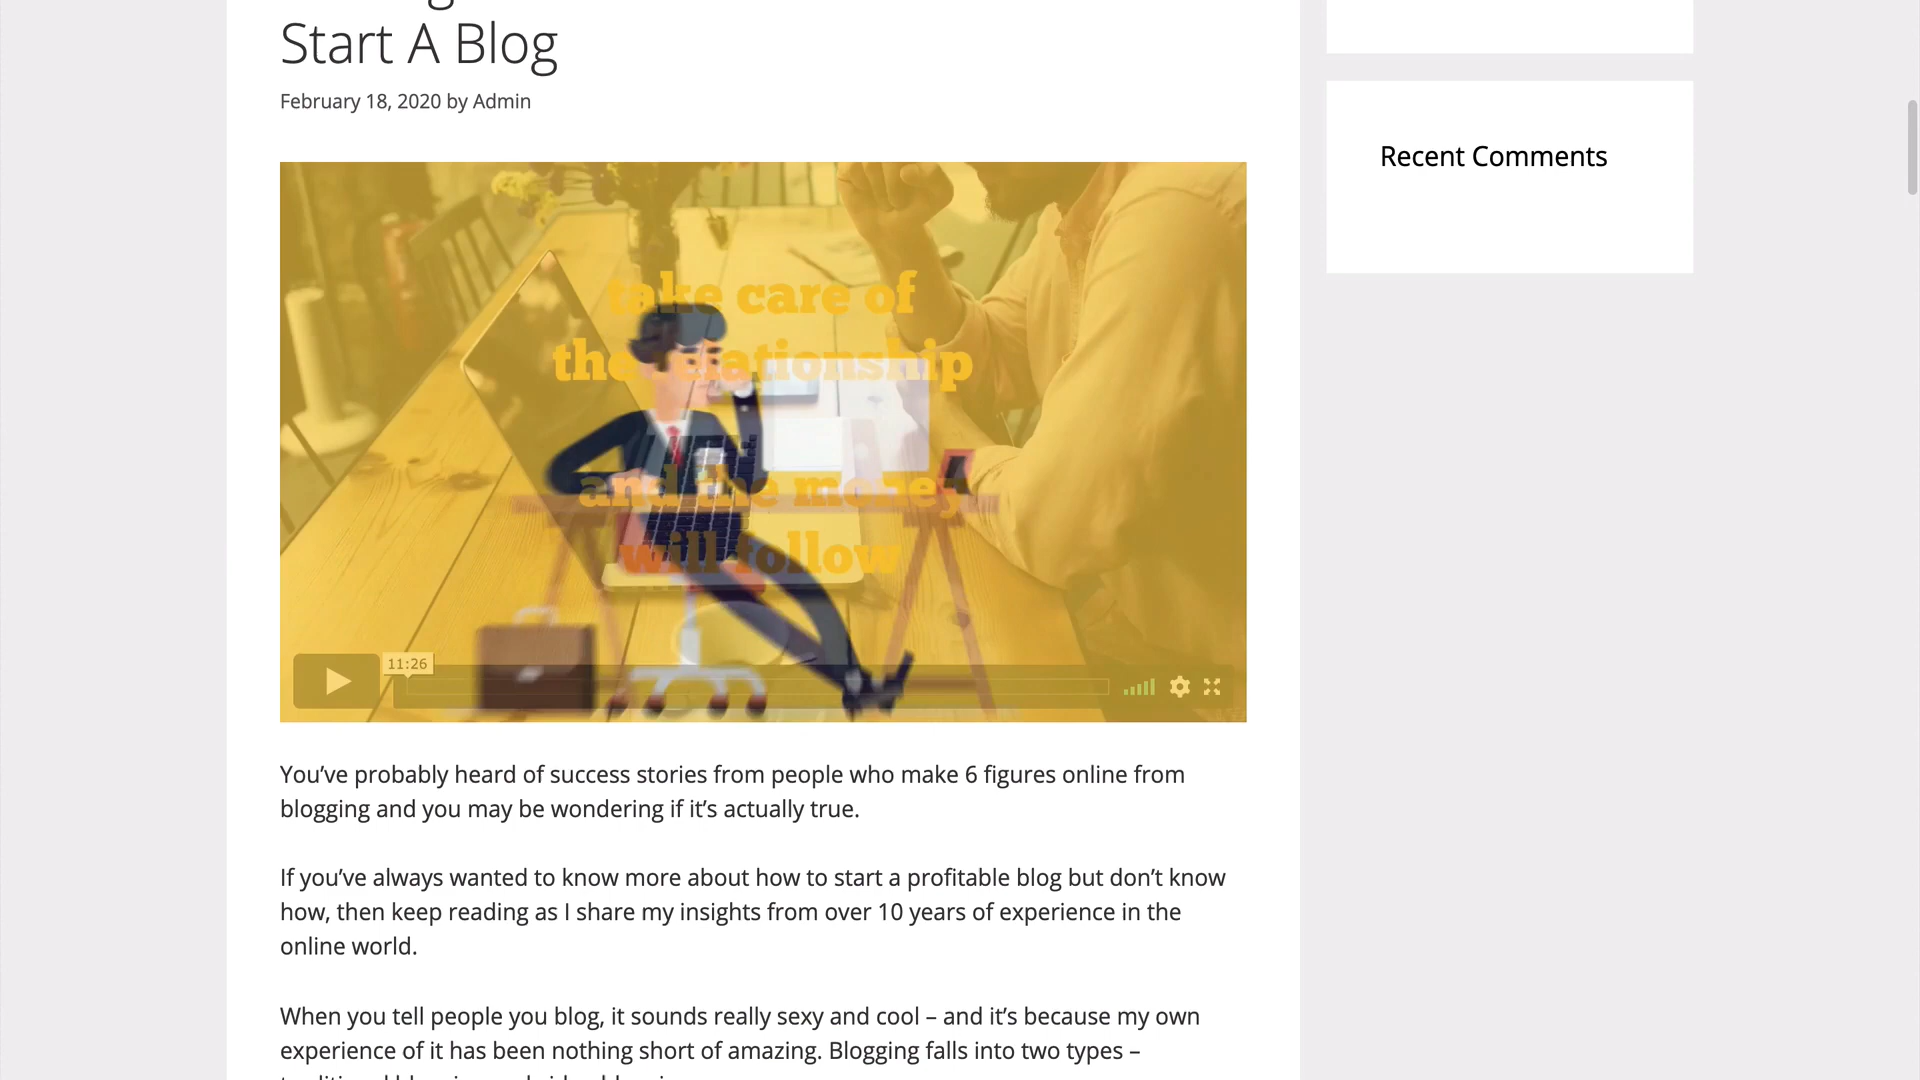 Start A Blog
February 18, 2020 by Admin
Recent Comments
take care of
the relationship
and the money
will follow
11:26
You’ve probably heard of success stories from people who make 6 figures online from
blogging and you may be wondering if it’s actually true.
If you’ve always wanted to know more about how to start a profitable blog but don’t know
how, then keep reading as I share my insights from over 10 years of experience in the
online world.
When you tell people you blog, it sounds really sexy and cool – and it’s because my own
experience of it has been nothing short of amazing. Blogging falls into two types –